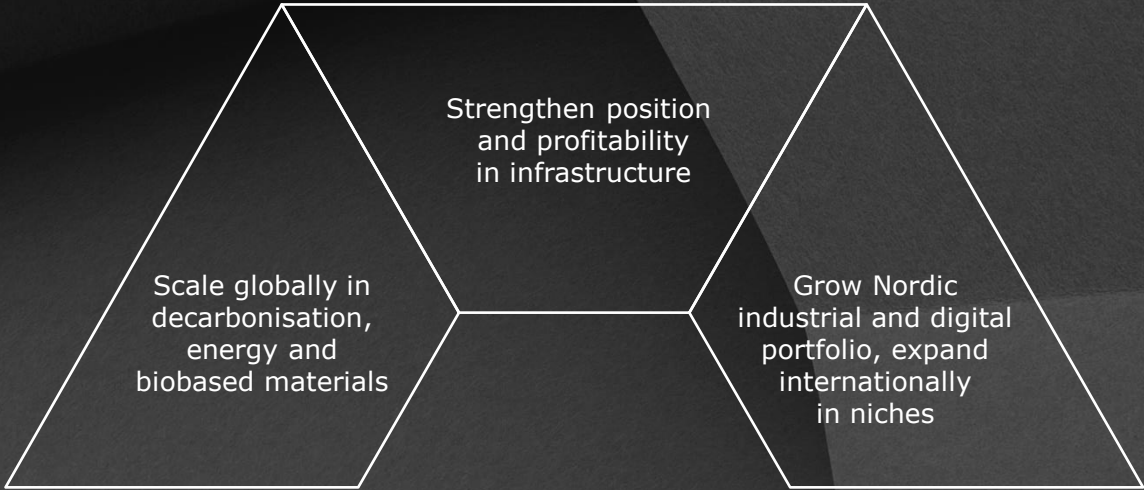 Strengthen position
and profitability
in infrastructure
Scale globally in
decarbonisation,
energy and
biobased materials
Grow Nordic
industrial and digital
portfolio, expand
internationally
in niches